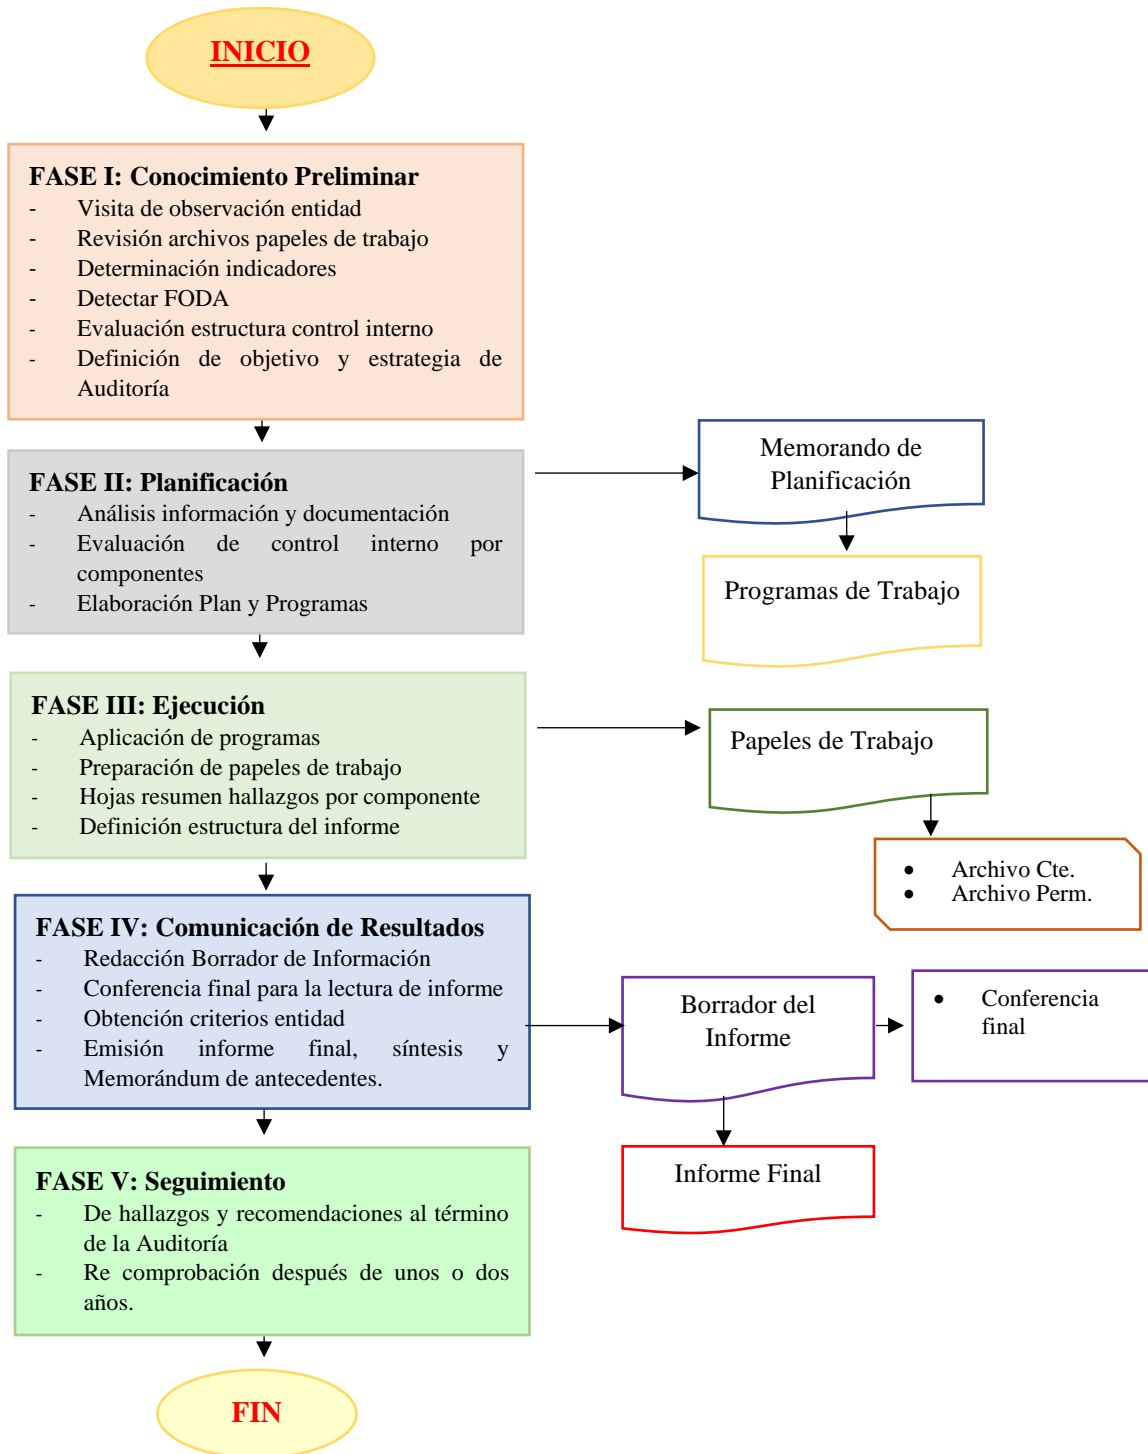 INICIO
FASE I: Conocimiento Preliminar
- Visita de observación entidad
- Revisión archivos papeles de trabajo
- Determinación indicadores
- Detectar FODA
- Evaluación estructura control interno
- Definición de objetivo y estrategia de
Auditoría
FASE II: Planificación
- Análisis información y documentación
- Evaluación de control interno por
componentes
- Elaboración Plan y Programas
Memorando de
Planificación
Programas de Trabajo
FASE III: Ejecución
- Aplicación de programas
- Preparación de papeles de trabajo
- Hojas resumen hallazgos por componente
- Definición estructura del informe
Papeles de Trabajo
• Archivo Cte.
• Archivo Perm.
FASE IV: Comunicación de Resultados
- Redacción Borrador de Información
- Conferencia final para la lectura de informe
- Obtención criterios entidad
- Emisión informe final, síntesis y
Memorándum de antecedentes.
Borrador del
Informe
• Conferencia
final
Informe Final
FASE V: Seguimiento
- De hallazgos y recomendaciones al término
de la Auditoría
- Re comprobación después de unos o dos
años.
FIN